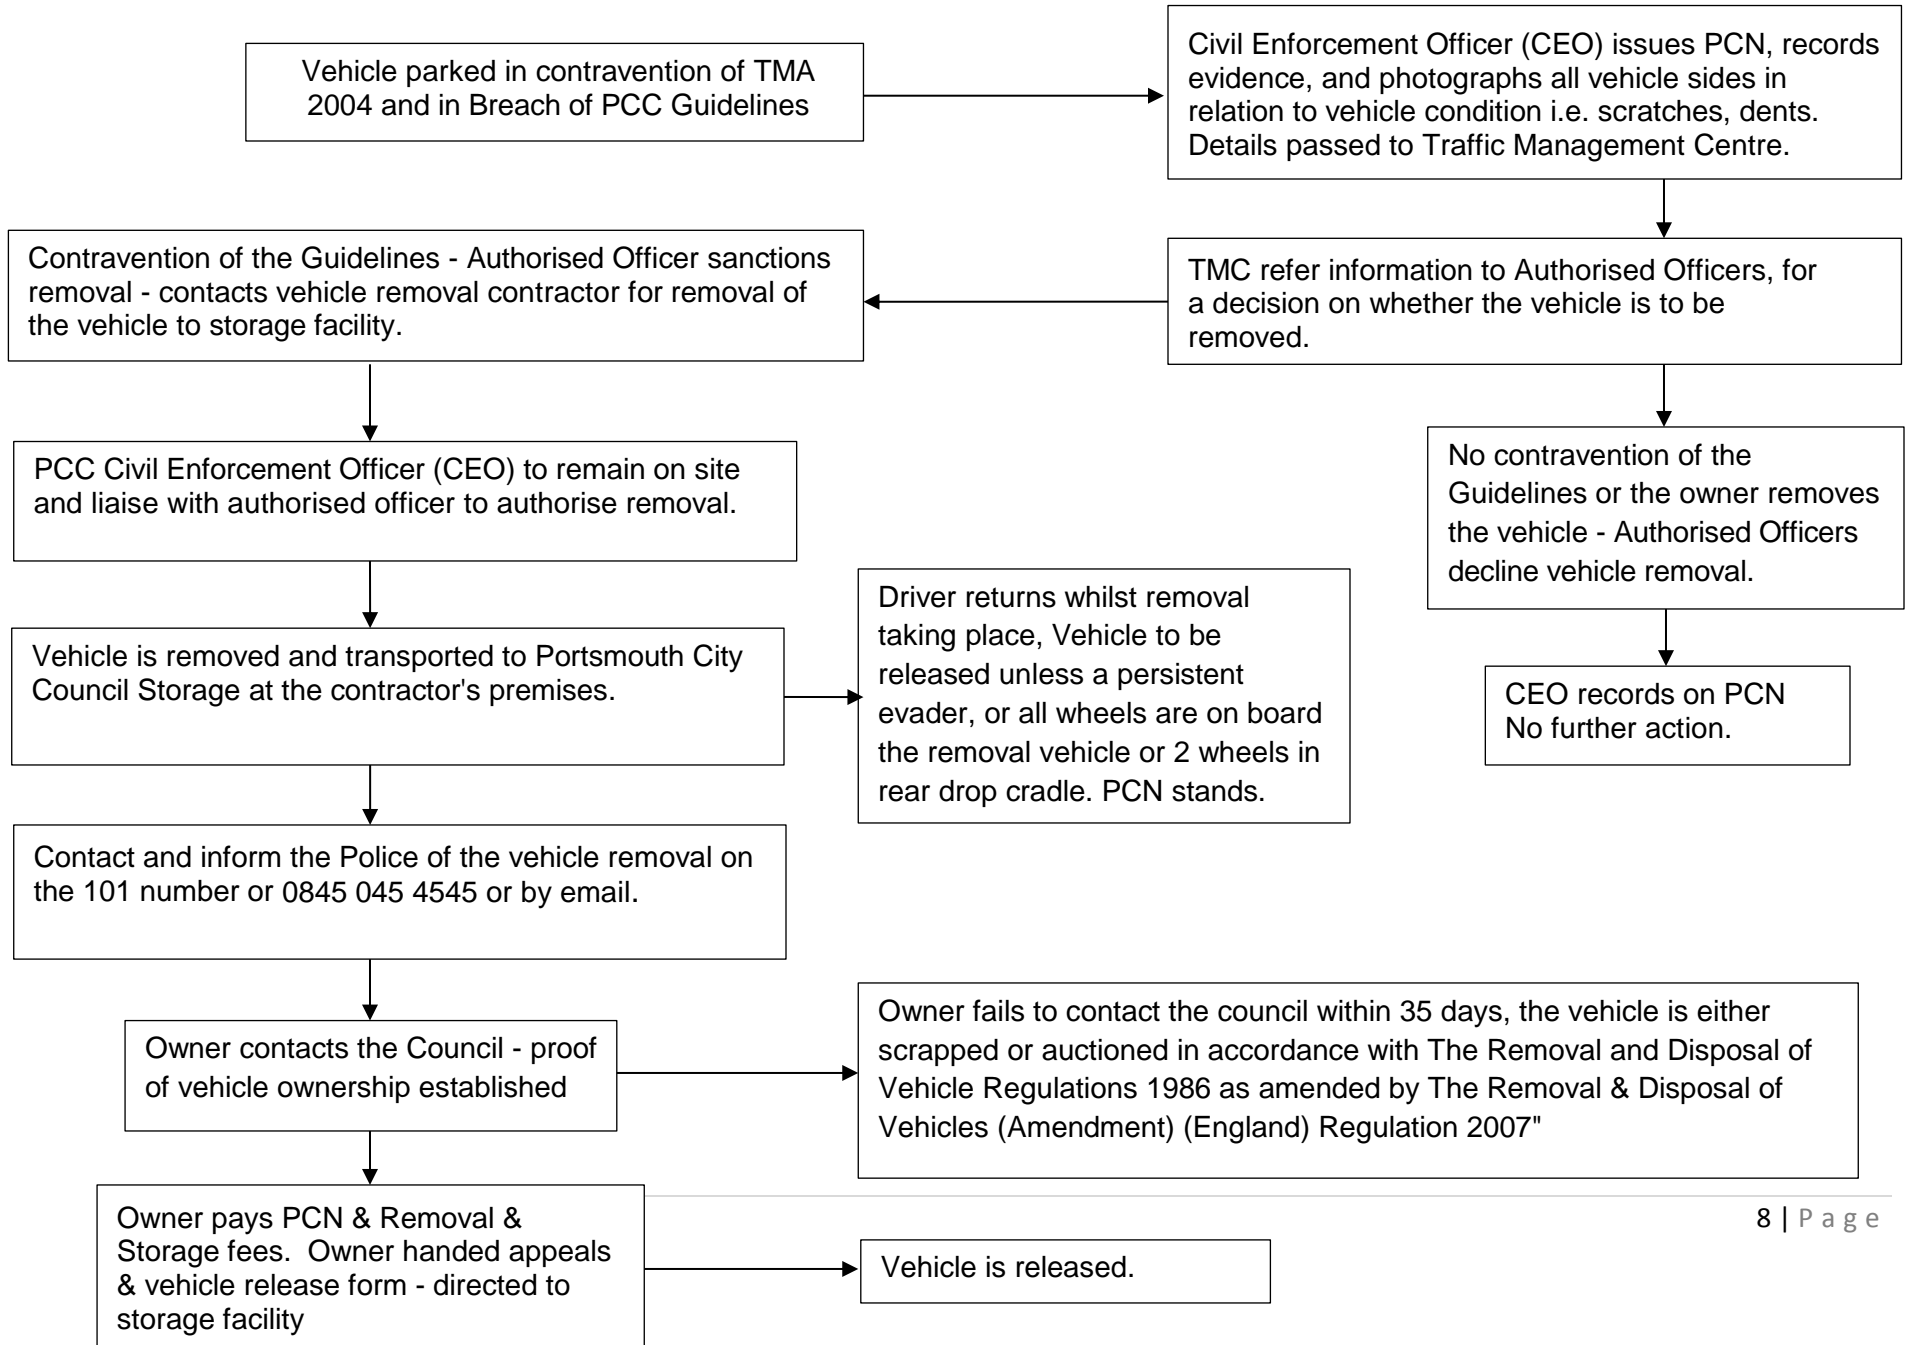 Vehicle parked in contravention of TMA
2004 and in Breach of PCC Guidelines
Civil Enforcement Officer (CEO) issues PCN, records
evidence, and photographs all vehicle sides in
relation to vehicle condition i.e. scratches, dents.
Details passed to Traffic Management Centre.
TMC refer information to Authorised Officers, for
a decision on whether the vehicle is to be
removed.
Contravention of the Guidelines - Authorised Officer sanctions
removal - contacts vehicle removal contractor for removal of
the vehicle to storage facility.
No contravention of the
Guidelines or the owner removes
the vehicle - Authorised Officers
decline vehicle removal.
CEO records on PCN
No further action.
PCC Civil Enforcement Officer (CEO) to remain on site
and liaise with authorised officer to authorise removal.
Vehicle is removed and transported to Portsmouth City
Council Storage at the contractor's premises.
Driver returns whilst removal
taking place, Vehicle to be
released unless a persistent
evader, or all wheels are on board
the removal vehicle or 2 wheels in
rear drop cradle. PCN stands.
Contact and inform the Police of the vehicle removal on
the 101 number or 0845 045 4545 or by email.
Owner contacts the Council - proof
of vehicle ownership established
Owner fails to contact the council within 35 days, the vehicle is either
scrapped or auctioned in accordance with The Removal and Disposal of
Vehicle Regulations 1986 as amended by The Removal & Disposal of
Vehicles (Amendment) (England) Regulation 2007"
Owner pays PCN & Removal &
Storage fees.  Owner handed appeals
& vehicle release form - directed to
storage facility
Vehicle is released.
8 | Page